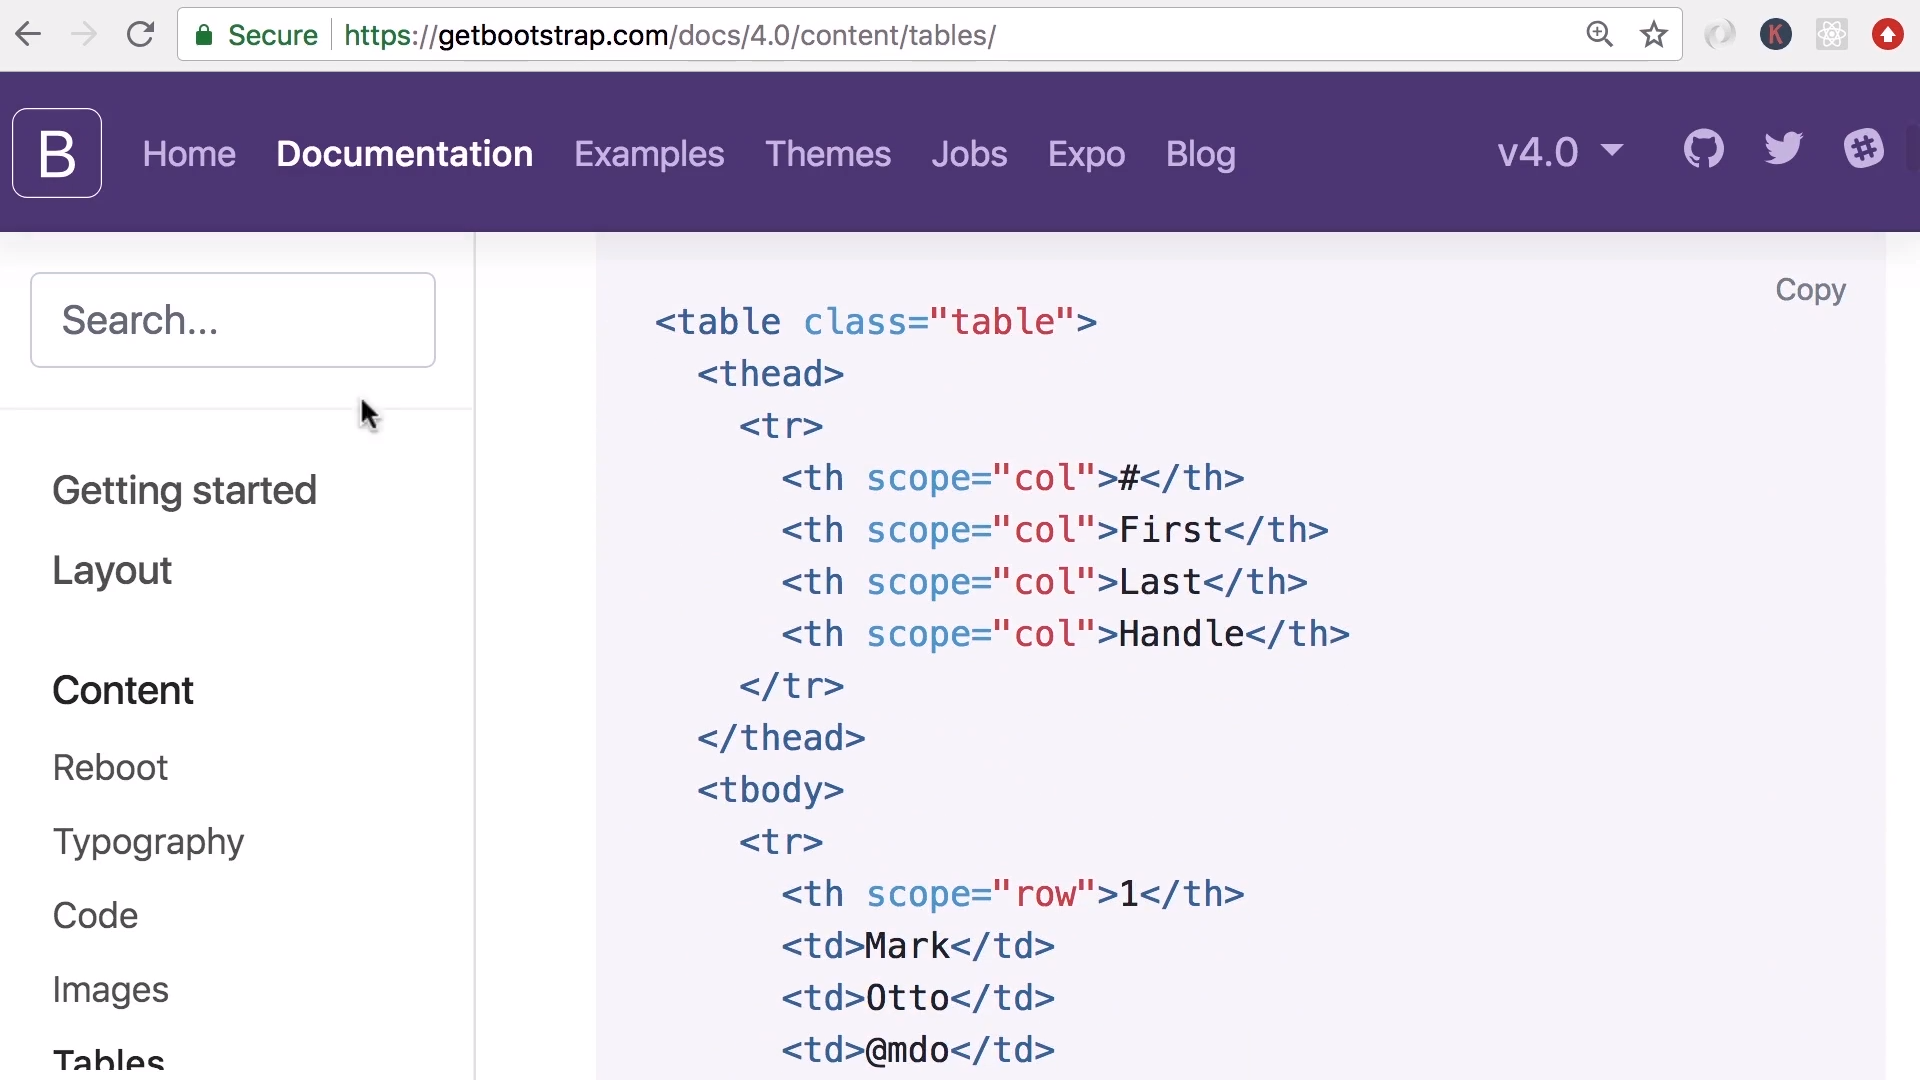 Secure https://getbootstrap.com/docs/4.0/content/tables/
B Home Documentation Examples Themes Jobs Expo Blog v4.0
Search...
Getting started
Layout
Content
Reboot
Typography
Code
Images
Tables
Copy
<table class="table">
  <thead>
    <tr>
      <th scope="col">#</th>
      <th scope="col">First</th>
      <th scope="col">Last</th>
      <th scope="col">Handle</th>
    </tr>
  </thead>
  <tbody>
    <tr>
      <th scope="row">1</th>
      <td>Mark</td>
      <td>Otto</td>
      <td>@mdo</td>